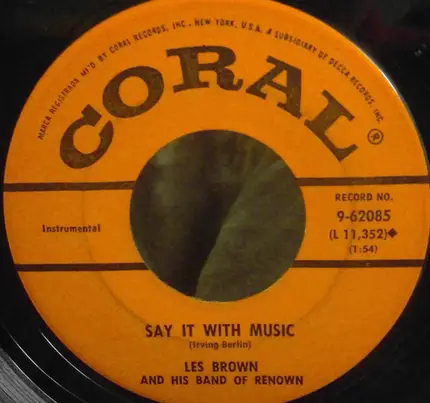 MARCA REGISTRADA MF'D BY CORAL RECORDS, INC., NEW YORK, U.S.A. A SUBSIDIARY OF DECCA RECORDS, INC.
CORAL®
RECORD NO.
9-62085
Instrumental
(L 11,352)◆
(1:54)
SAY IT WITH MUSIC
(Irving Berlin)
LES BROWN
AND HIS BAND OF RENOWN